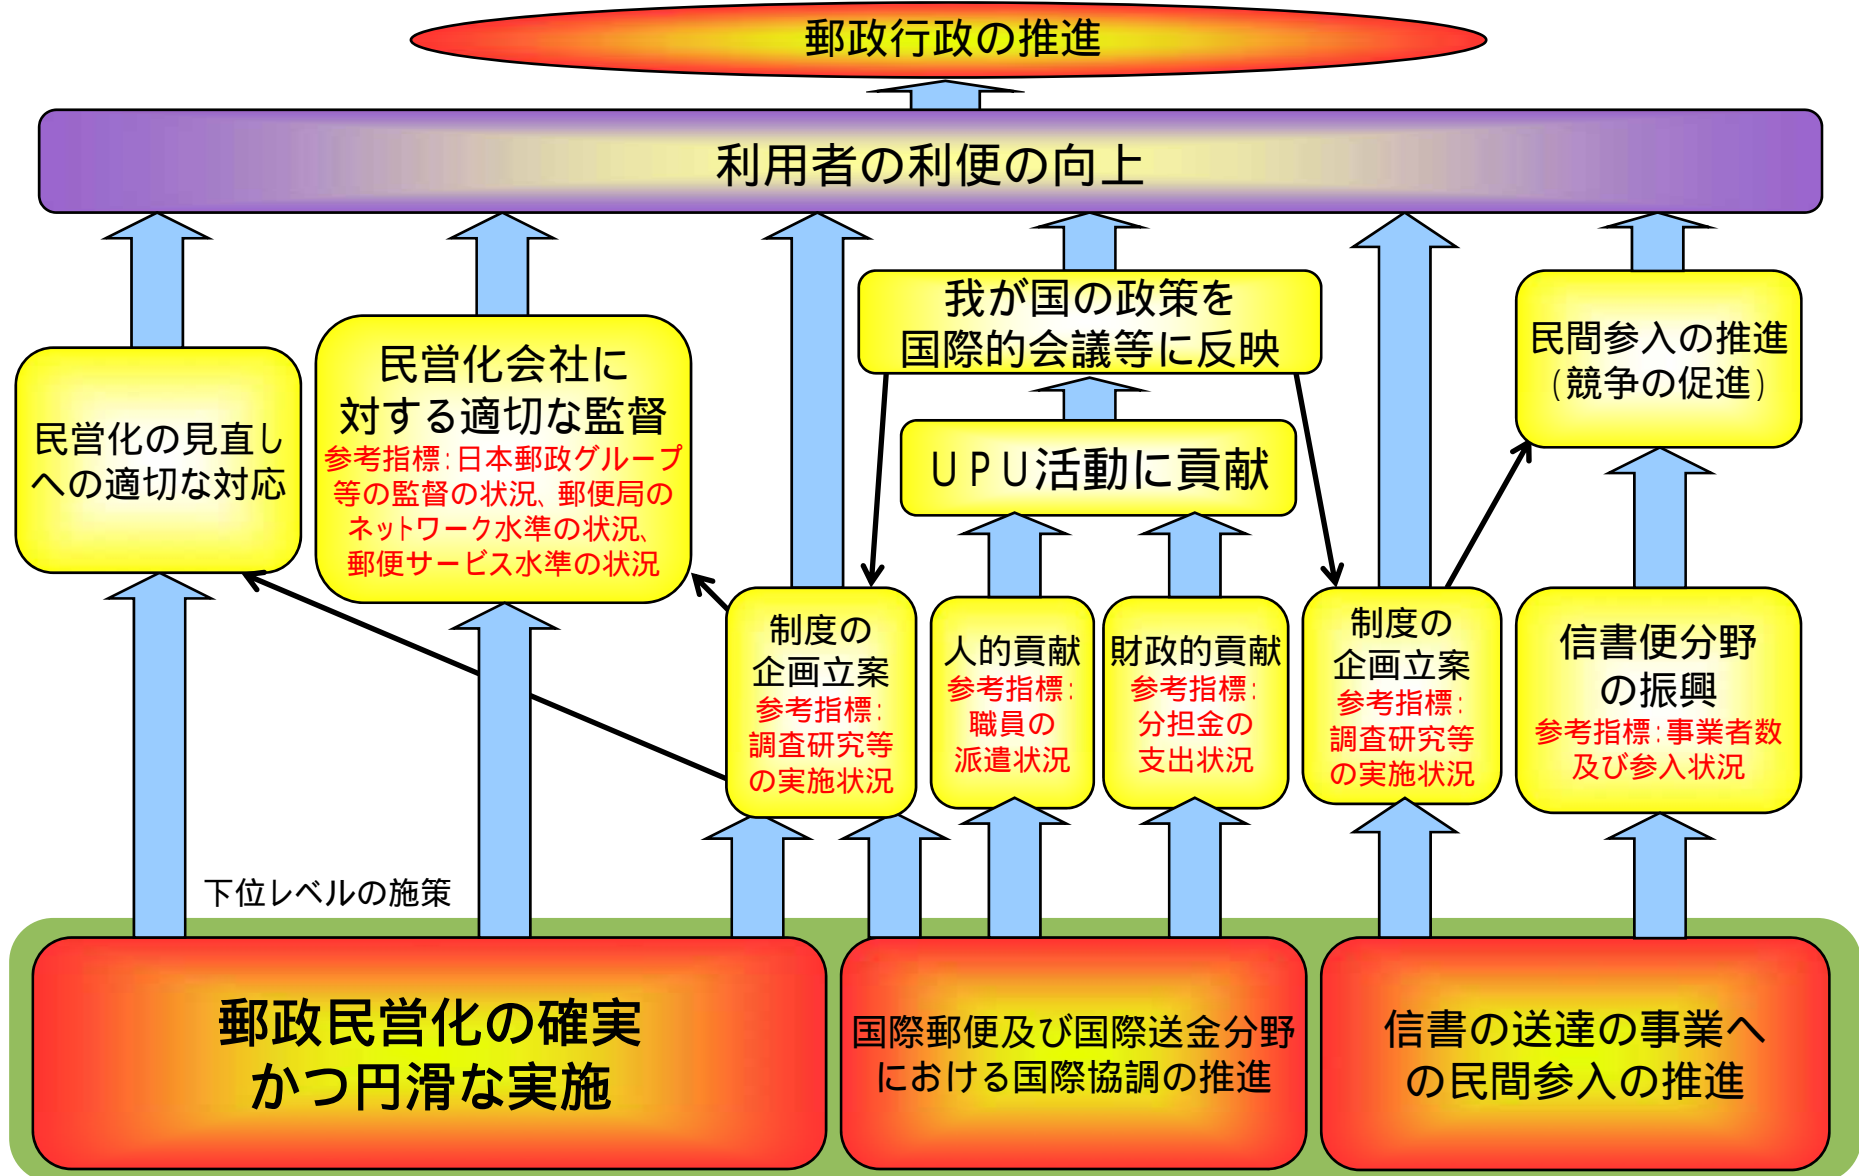 郵政行政の推進
利用者の利便の向上
我が国の政策を
国際的会議等に反映
民間参入の推進
(競争の促進)
民営化会社に
対する適切な監督
参考指標:日本郵政グループ
等の監督の状況、郵便局の
ネットワーク水準の状況、
郵便サービス水準の状況
民営化の見直し
への適切な対応
UPU活動に貢献
制度の
企画立案
参考指標:
調査研究等
の実施状況
人的貢献
参考指標:
職員の
派遣状況
財政的貢献
参考指標:
分担金の
支出状況
制度の
企画立案
参考指標:
調査研究等
の実施状況
信書便分野
の振興
参考指標:事業者数
及び参入状況
下位レベルの施策
郵政民営化の確実
かつ円滑な実施
国際郵便及び国際送金分野
における国際協調の推進
信書の送達の事業へ
の民間参入の推進